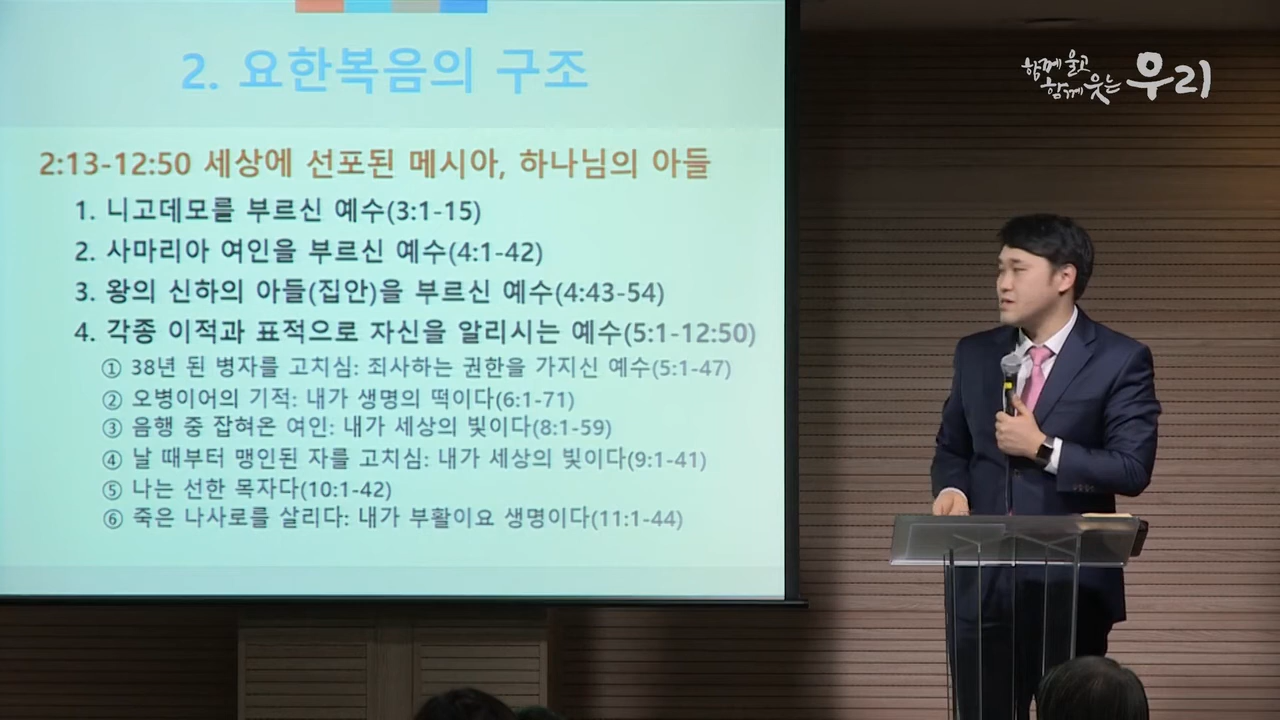 2. 요한복음의 구조
함께 울고
함께 웃는 우리
2:13-12:50 세상에 선포된 메시아, 하나님의 아들
1. 니고데모를 부르신 예수(3:1-15)
2. 사마리아 여인을 부르신 예수(4:1-42)
3. 왕의 신하의 아들(집안)을 부르신 예수(4:43-54)
4. 각종 이적과 표적으로 자신을 알리시는 예수(5:1-12:50)
① 38년 된 병자를 고치심: 죄사하는 권한을 가지신 예수(5:1-47)
② 오병이어의 기적: 내가 생명의 떡이다(6:1-71)
③ 음행 중 잡혀온 여인: 내가 세상의 빛이다(8:1-59)
④ 날 때부터 맹인된 자를 고치심: 내가 세상의 빛이다(9:1-41)
⑤ 나는 선한 목자다(10:1-42)
⑥ 죽은 나사로를 살리다: 내가 부활이요 생명이다(11:1-44)